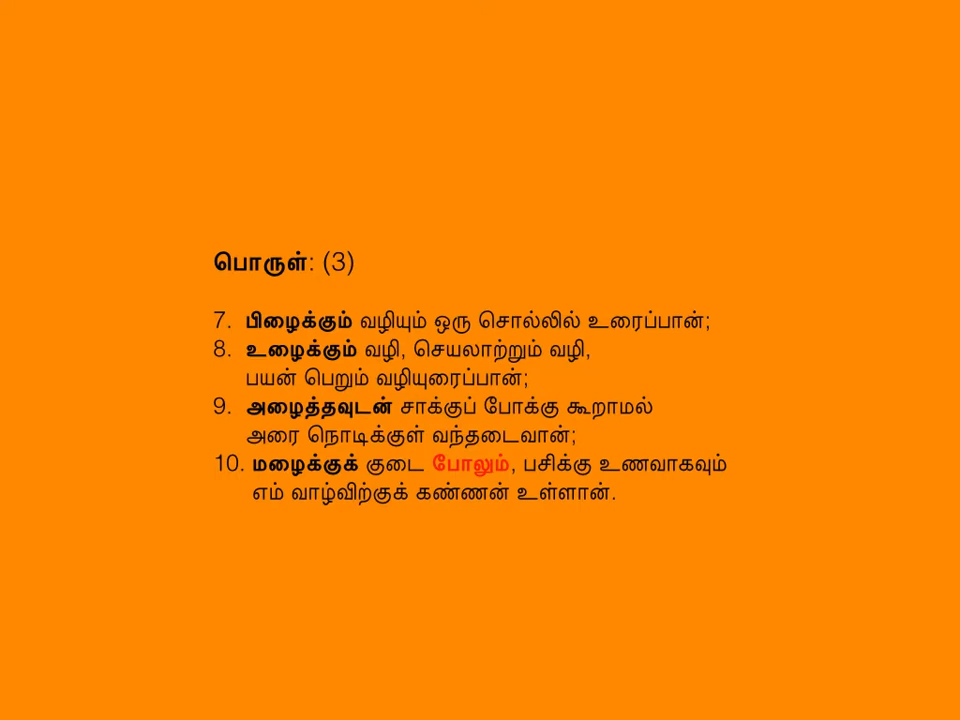 பொருள்: (3)
7. பிழைக்கும் வழியும் ஒரு சொல்லில் உரைப்பான்;
8. உழைக்கும் வழி, செயலாற்றும் வழி,
பயன் பெறும் வழியுரைப்பான்;
9. அழைத்தவுடன் சாக்குப் போக்கு கூறாமல்
அரை நொடிக்குள் வந்தடைவான்;
10. மழைக்குக் குடை போலும், பசிக்கு உணவாகவும்
எம் வாழ்விற்குக் கண்ணன் உள்ளான்.